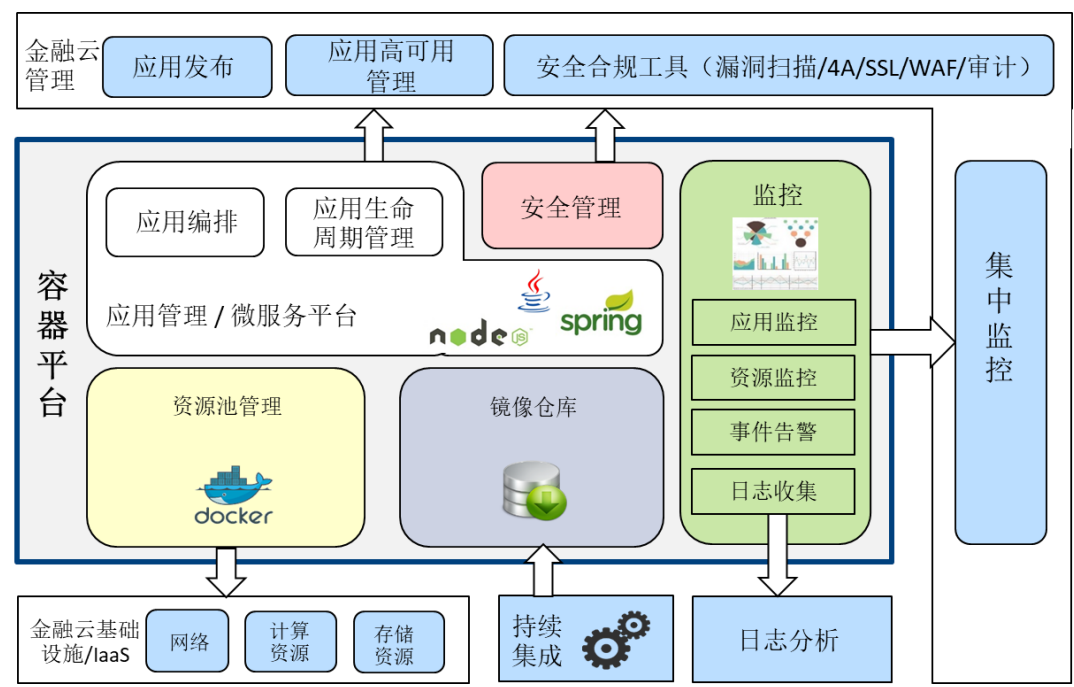 金融云
管理
应用发布
应用高可用
管理
安全合规工具（漏洞扫描/4A/SSL/WAF/审计）
容器平台
应用编排
应用生命
周期管理
应用管理 / 微服务平台
Java
node
JS
spring
安全管理
监控
应用监控
资源监控
事件告警
日志收集
集中监控
资源池管理
docker
镜像仓库
金融云基础
设施/IaaS
网络
计算
资源
存储
资源
持续
集成
日志分析